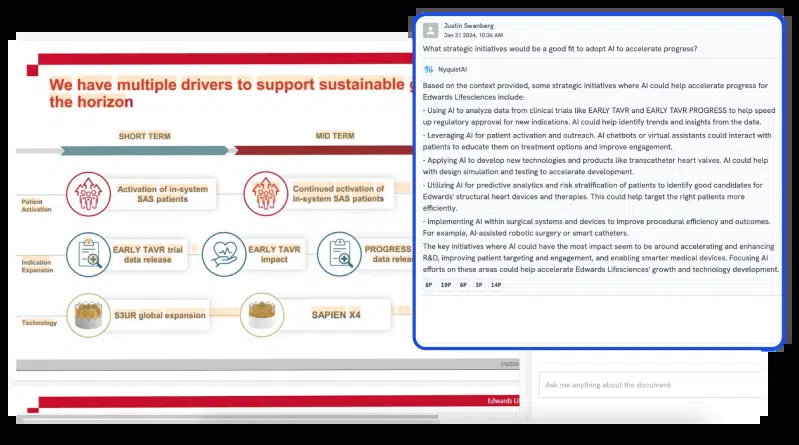 We have multiple drivers to support sustainable
the horizon
SHORT TERM
MID TERM
Patient
Activation
Activation of in-system
SAS patients
Continued activation of
in-system SAS patients
Indication
Expansion
EARLY TAVR trial
data release
EARLY TAVR
impact
PROGRESS
data relea
Technology
S3UR global expansion
SAPIEN X4
Edwards Li
Justin Swanberg
Jan 31 2024, 10:36 AM
What strategic initiatives would be a good fit to adopt AI to accelerate progress?
NyquistAI
Based on the context provided, some strategic initiatives where AI could help accelerate progress for
Edwards Lifesciences include:
- Using AI to analyze data from clinical trials like EARLY TAVR and EARLY TAVR PROGRESS to help speed
up regulatory approval for new indications. AI could help identify trends and insights from the data.
- Leveraging AI for patient activation and outreach. AI chatbots or virtual assistants could interact with
patients to educate them on treatment options and improve engagement.
- Applying AI to develop new technologies and products like transcatheter heart valves. AI could help
with design simulation and testing to accelerate development.
- Utilizing AI for predictive analytics and risk stratification of patients to identify good candidates for
Edwards' structural heart devices and therapies. This could help target the right patients more
efficiently.
- Implementing AI within surgical systems and devices to improve procedural efficiency and outcomes.
For example, AI-assisted robotic surgery or smart catheters.
The key initiatives where AI could have the most impact seem to be around accelerating and enhancing
R&D, improving patient targeting and engagement, and enabling smarter medical devices. Focusing AI
efforts on these areas could help accelerate Edwards Lifesciences' growth and technology development.
8P 19P 6P 3P 14P
Ask me anything about the document